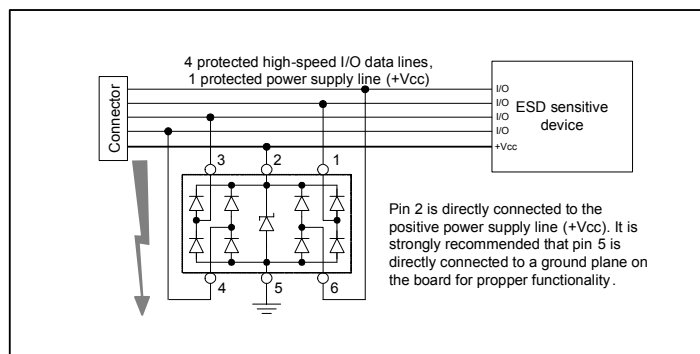 4 protected high-speed I/O data lines,
1 protected power supply line (+Vcc)
Connector
I/O
I/O
I/O
I/O
+Vcc
ESD sensitive
device
3
2
1
Pin 2 is directly connected to the
positive power supply line (+Vcc). It is
strongly recommended that pin 5 is
directly connected to a ground plane on
the board for propper functionality.
4
5
6